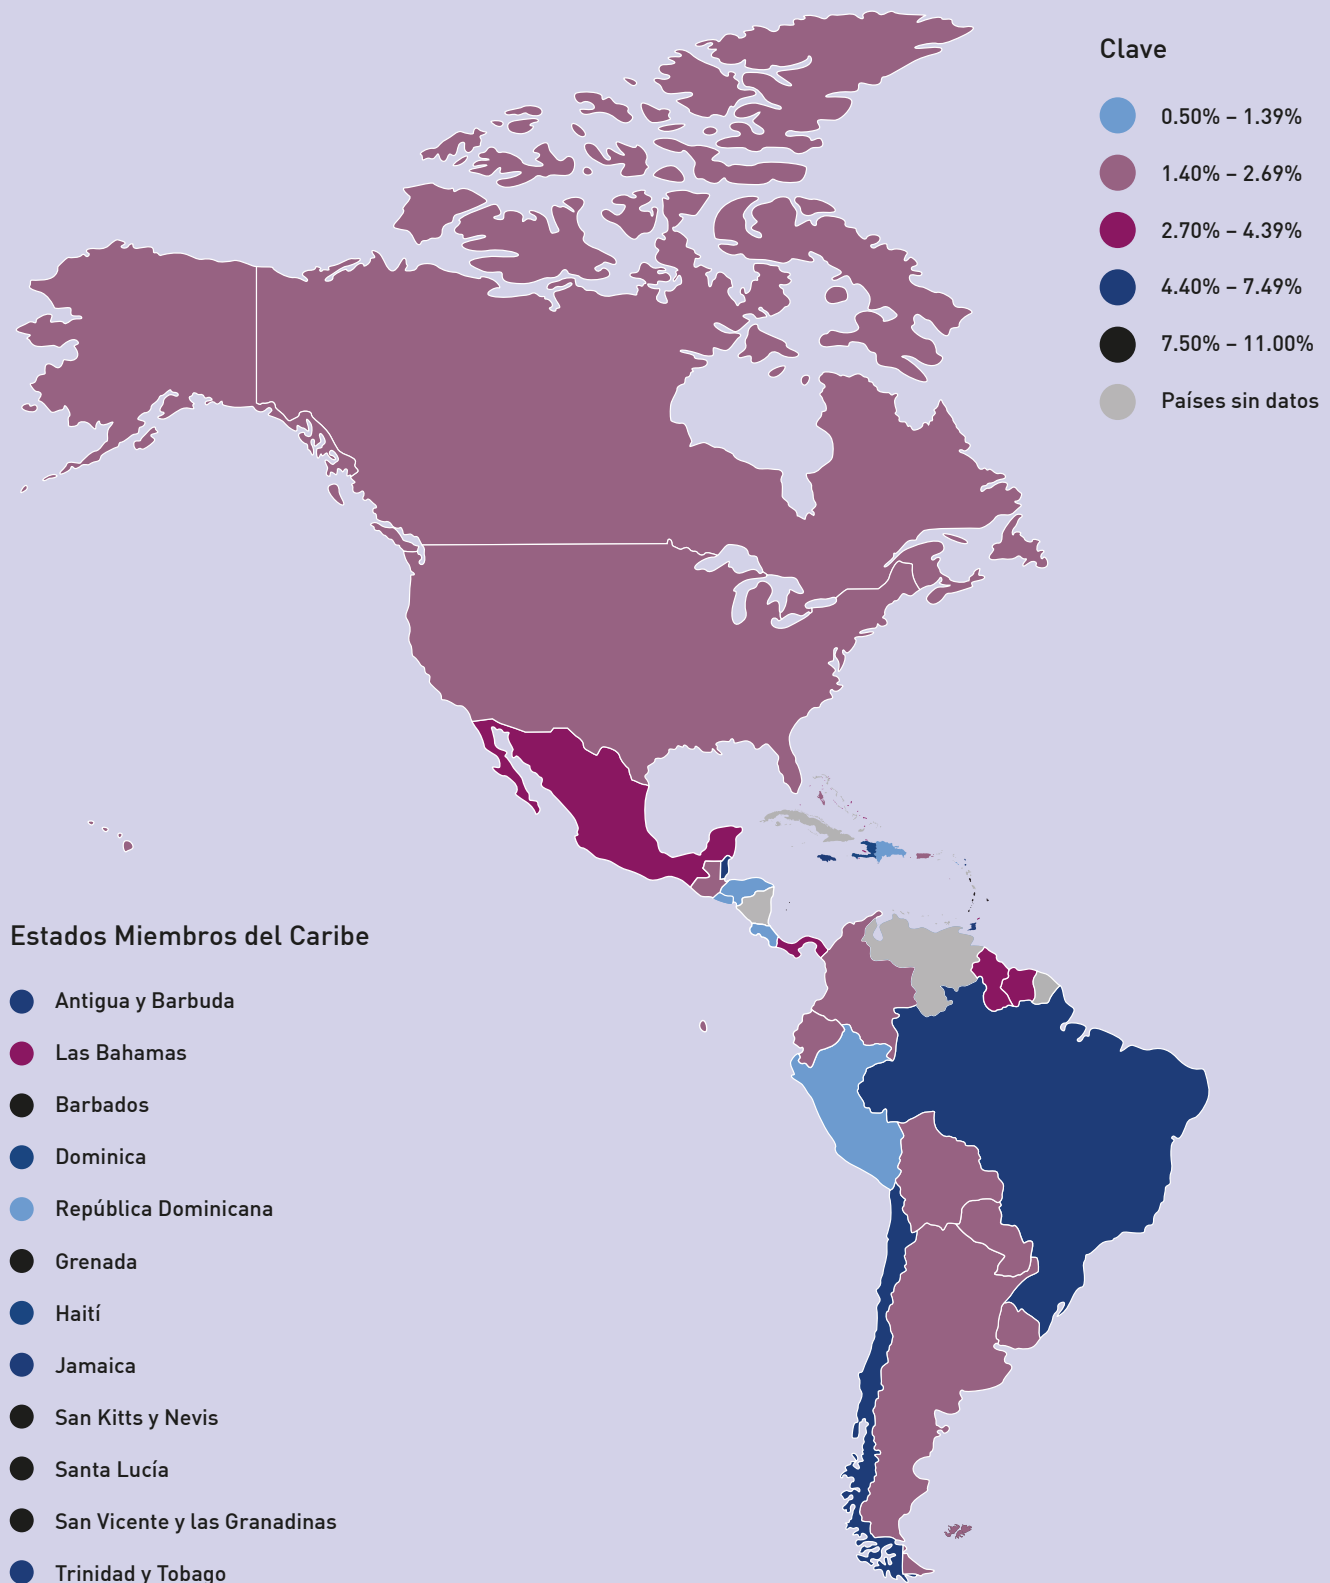 Clave
0.50% – 1.39%
1.40% – 2.69%
2.70% – 4.39%
4.40% – 7.49%
7.50% – 11.00%
Países sin datos
Estados Miembros del Caribe
Antigua y Barbuda
Las Bahamas
Barbados
Dominica
República Dominicana
Grenada
Haití
Jamaica
San Kitts y Nevis
Santa Lucía
San Vicente y las Granadinas
Trinidad y Tobago